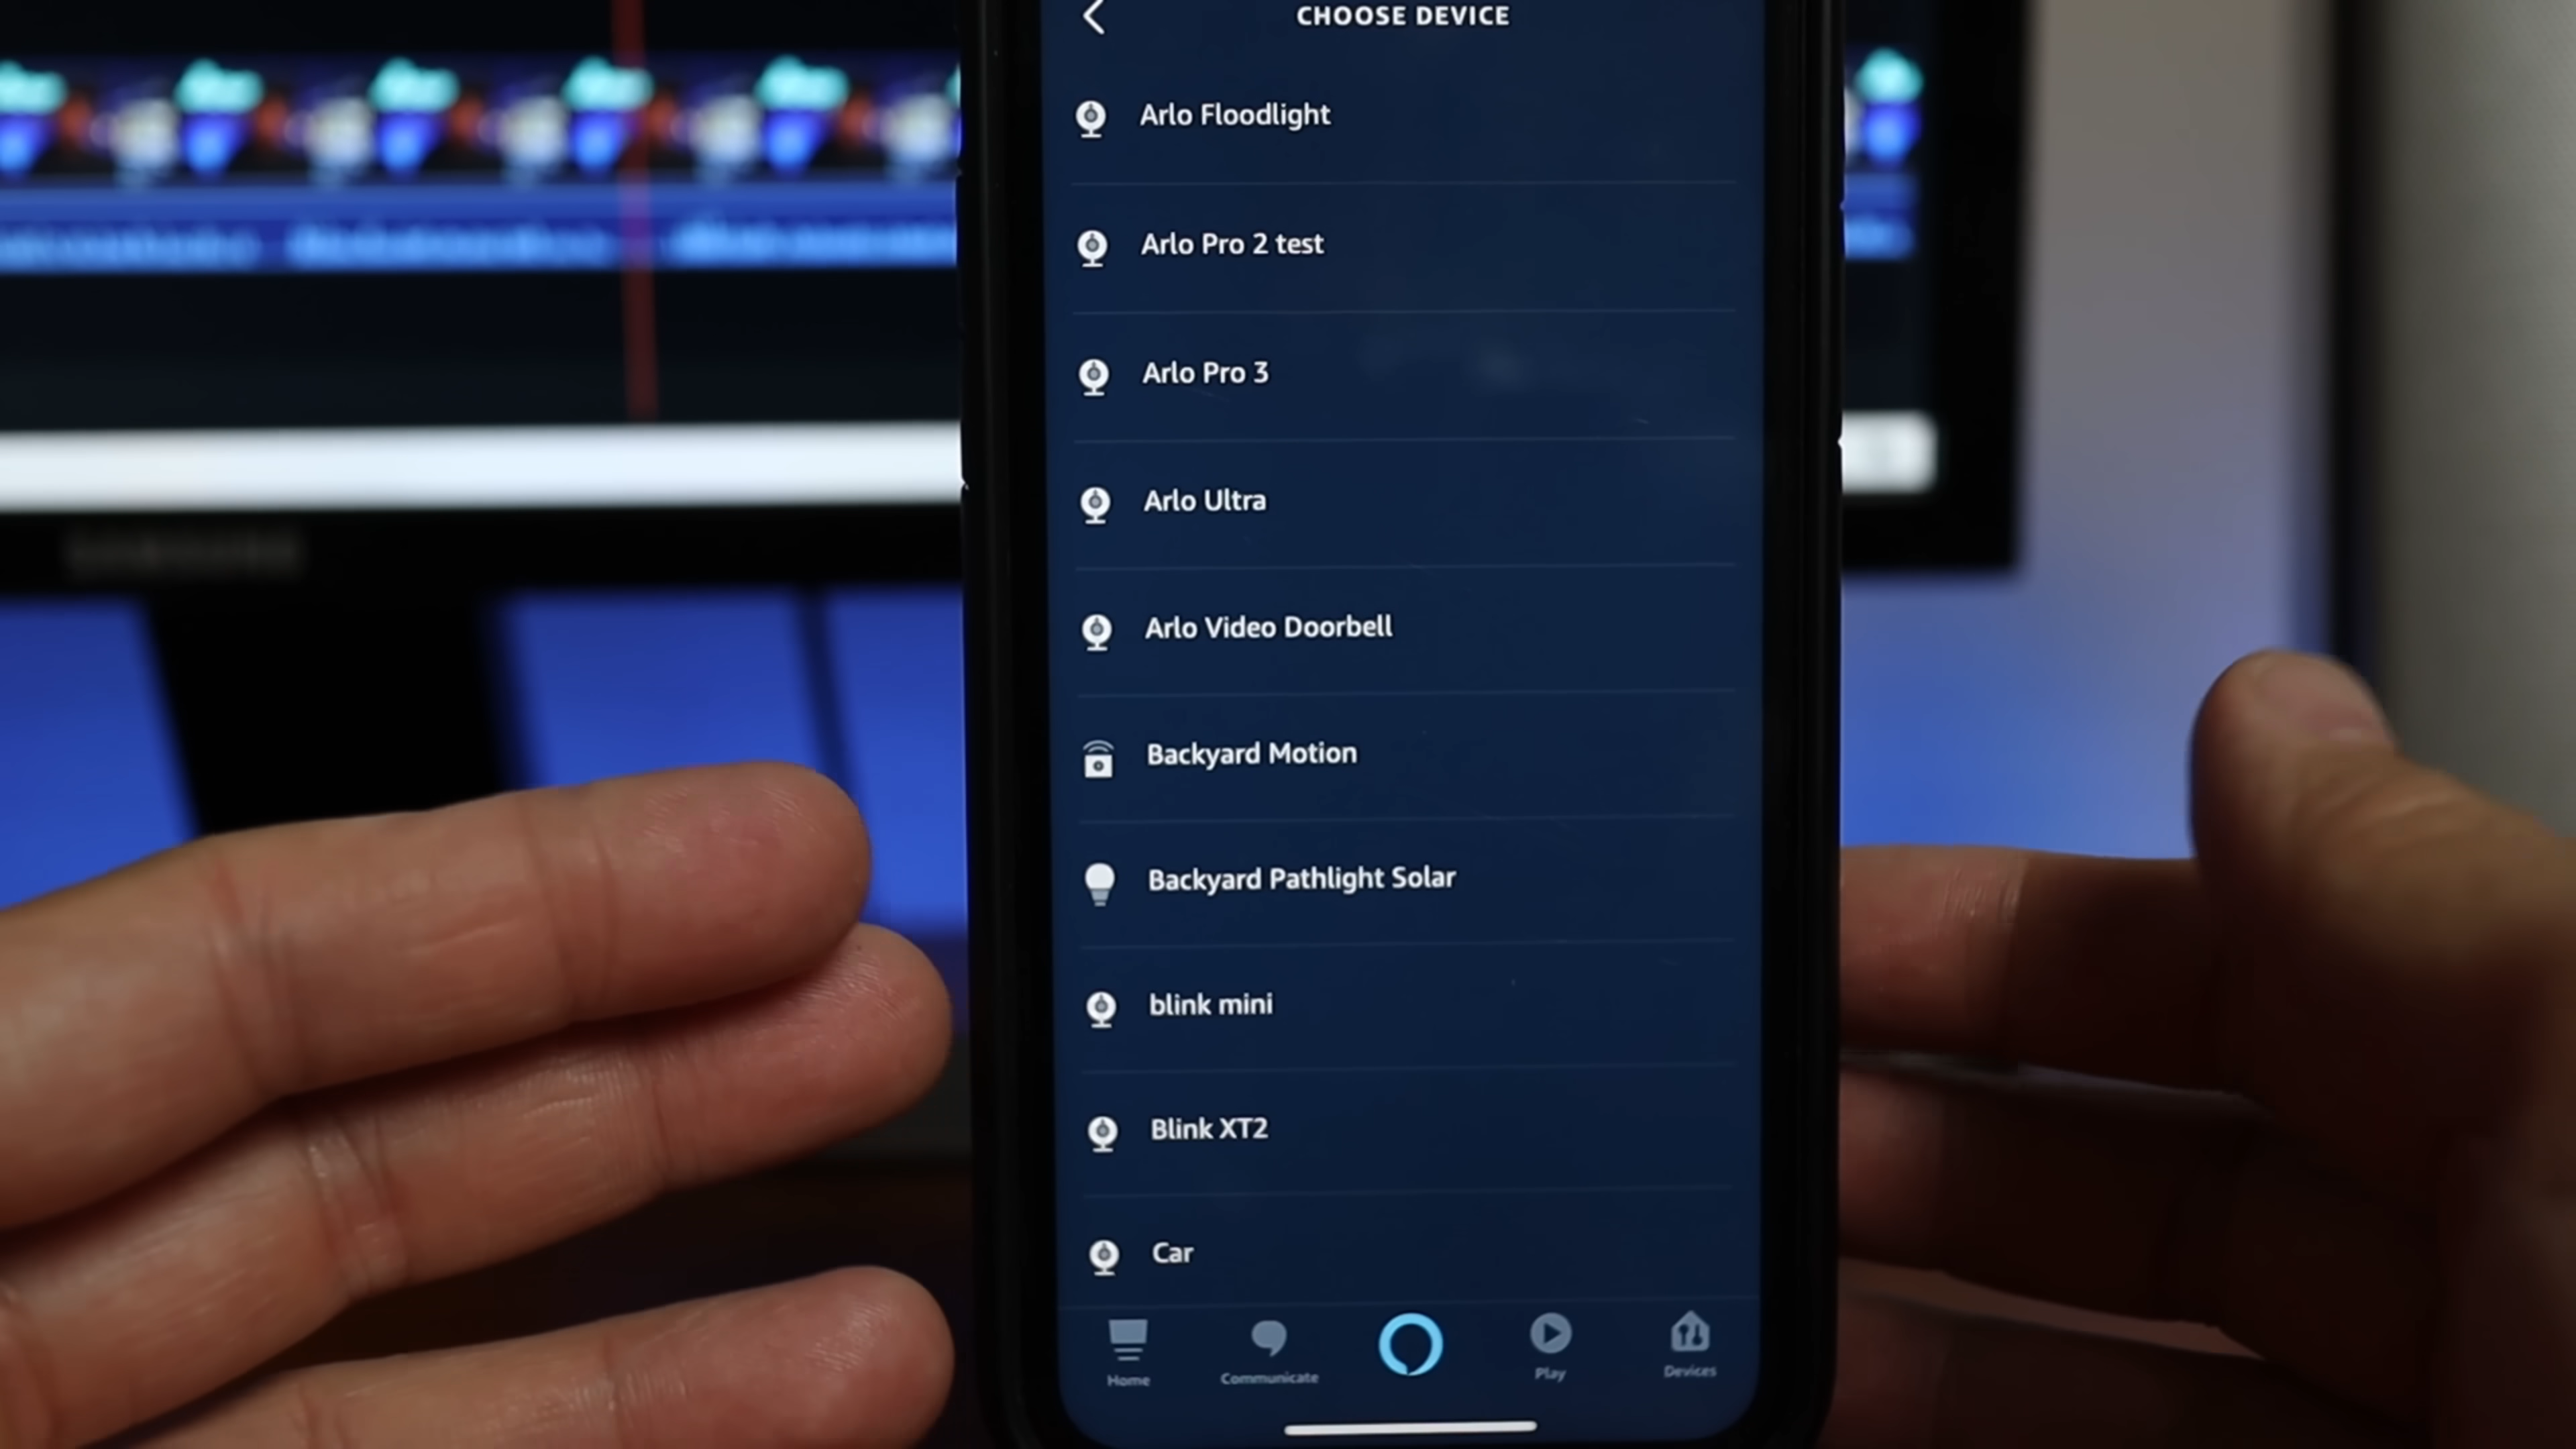 CHOOSE DEVICE
Arlo Floodlight
Arlo Pro 2 test
Arlo Pro 3
Arlo Ultra
Arlo Video Doorbell
Backyard Motion
Backyard Pathlight Solar
blink mini
Blink XT2
Car
Home
Communicate
Play
Devices
SAMSUNG